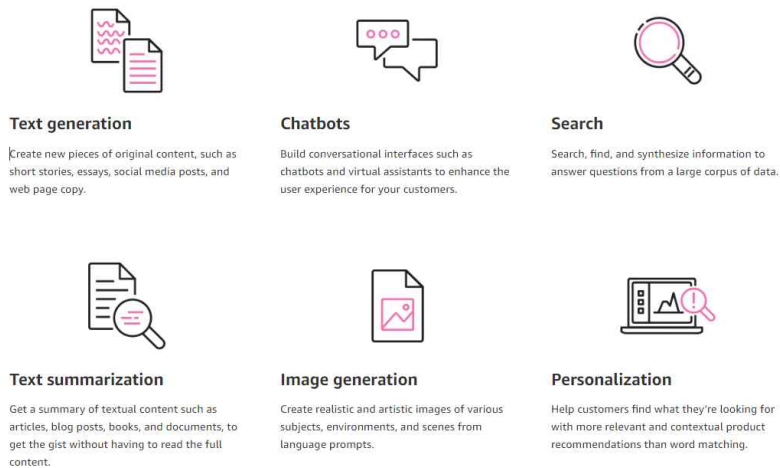 Text generation
Create new pieces of original content, such as
short stories, essays, social media posts, and
web page copy.
Chatbots
Build conversational interfaces such as
chatbots and virtual assistants to enhance the
user experience for your customers.
Search
Search, find, and synthesize information to
answer questions from a large corpus of data.
Text summarization
Get a summary of textual content such as
articles, blog posts, books, and documents, to
get the gist without having to read the full
content.
Image generation
Create realistic and artistic images of various
subjects, environments, and scenes from
language prompts.
Personalization
Help customers find what they're looking for
with more relevant and contextual product
recommendations than word matching.